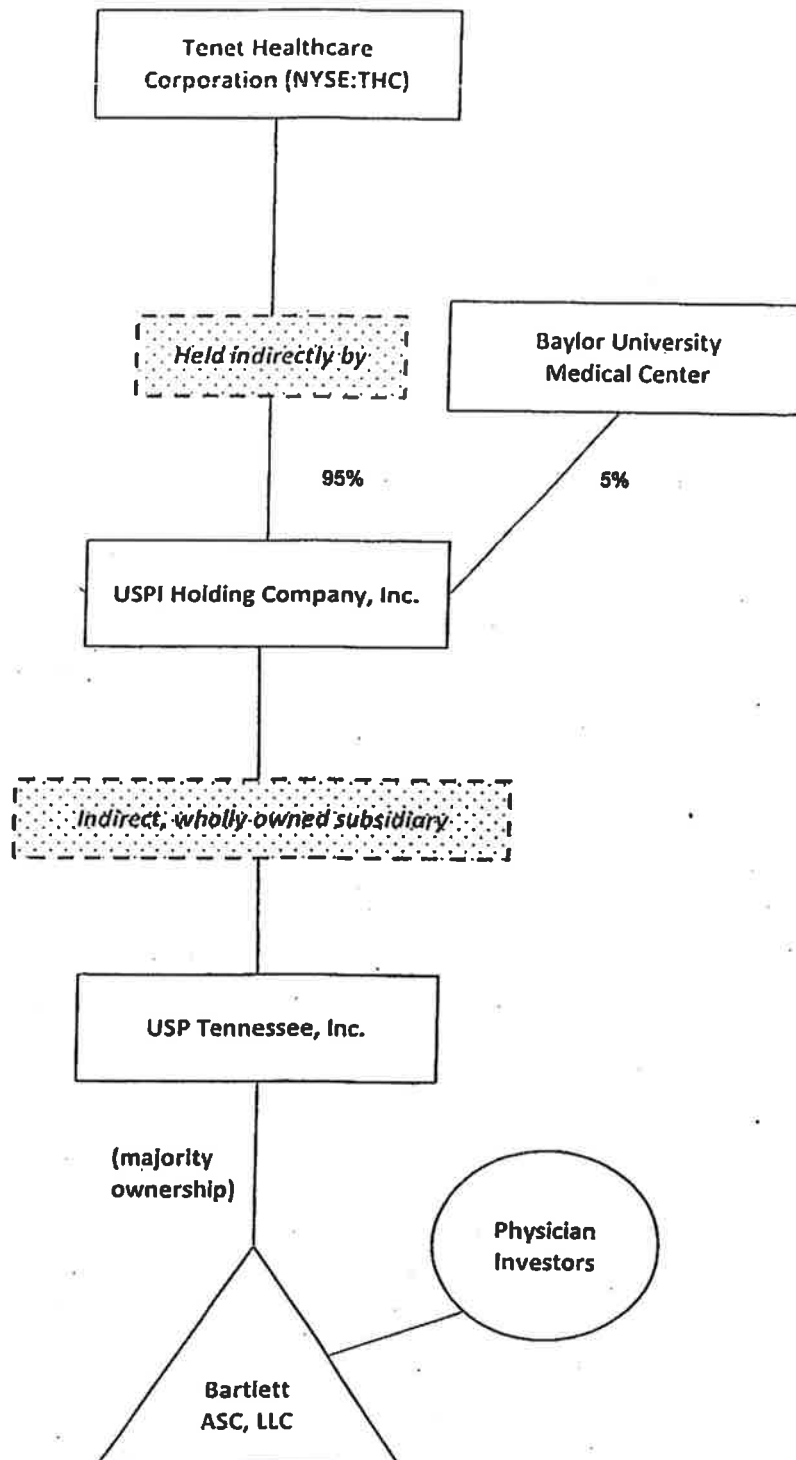 Tenet Healthcare
Corporation (NYSE:THC)
Held indirectly by
Baylor University
Medical Center
95%
5%
USPI Holding Company, Inc.
Indirect, wholly owned subsidiary
USP Tennessee, Inc.
(majority
ownership)
Physician
Investors
Bartlett
ASC, LLC